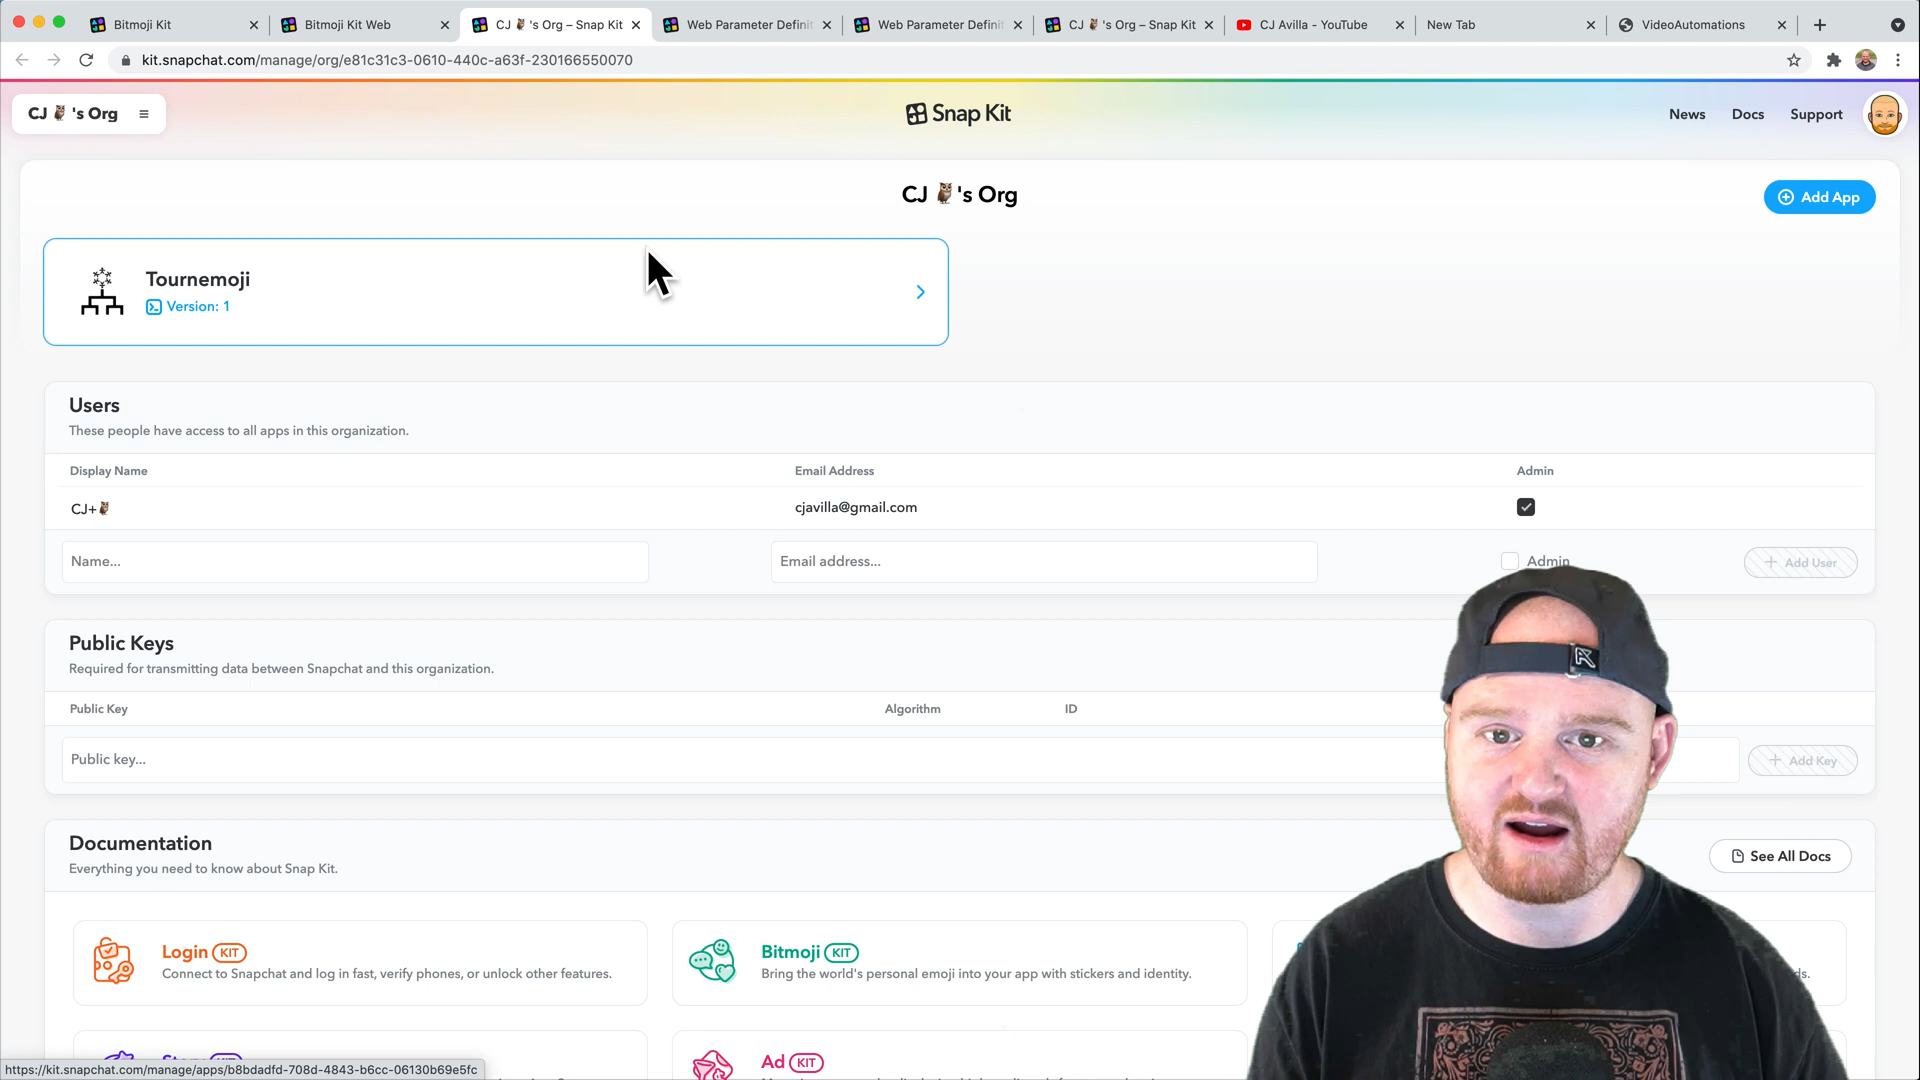 Bitmoji Kit
Bitmoji Kit Web
CJ 🦉's Org – Snap Kit
Web Parameter Definit
Web Parameter Definit
CJ 🦉's Org – Snap Kit
CJ Avilla - YouTube
New Tab
VideoAutomations
kit.snapchat.com/manage/org/e81c31c3-0610-440c-a63f-230166550070
CJ 🦉's Org
Snap Kit
News
Docs
Support
CJ 🦉's Org
Add App
Tournemoji
Version: 1
Users
These people have access to all apps in this organization.
Display Name
Email Address
Admin
CJ+🦉
cjavilla@gmail.com
Name...
Email address...
Admin
Add User
Public Keys
Required for transmitting data between Snapchat and this organization.
Public Key
Algorithm
ID
Public key...
Add Key
Documentation
Everything you need to know about Snap Kit.
See All Docs
Login KIT
Connect to Snapchat and log in fast, verify phones, or unlock other features.
Bitmoji KIT
Bring the world's personal emoji into your app with stickers and identity.
ds.
Ad KIT
https://kit.snapchat.com/manage/apps/b8bdadfd-708d-4843-b6cc-06130b69e5fc